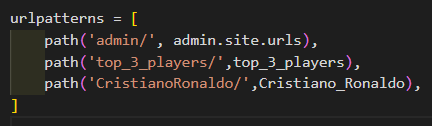 urlpatterns = [
    path('admin/', admin.site.urls),
    path('top_3_players/',top_3_players),
    path('CristianoRonaldo/',Cristiano_Ronaldo),
]